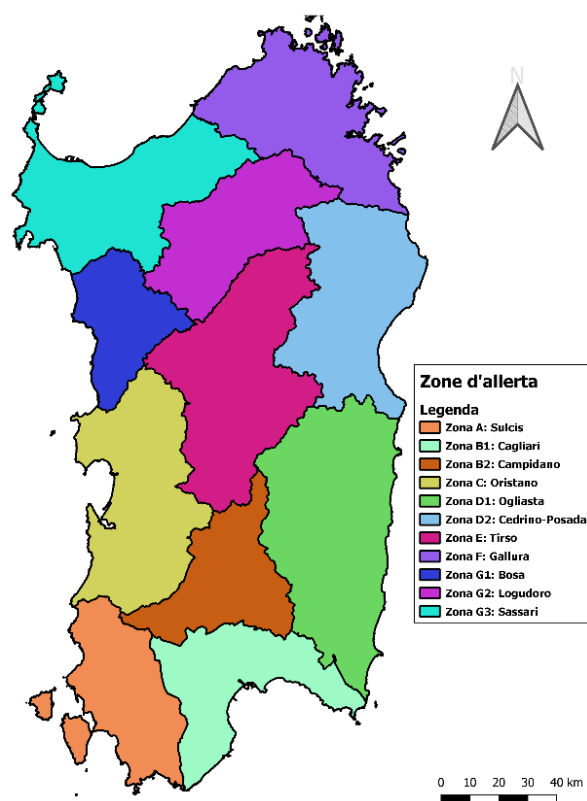 N
Zone d'allerta
Legenda
Zona A: Sulcis
Zona B1: Cagliari
Zona B2: Campidano
Zona C: Oristano
Zona D1: Ogliasta
Zona D2: Cedrino-Posada
Zona E: Tirso
Zona F: Gallura
Zona G1: Bosa
Zona G2: Logudoro
Zona G3: Sassari
0 10 20 30 40 km